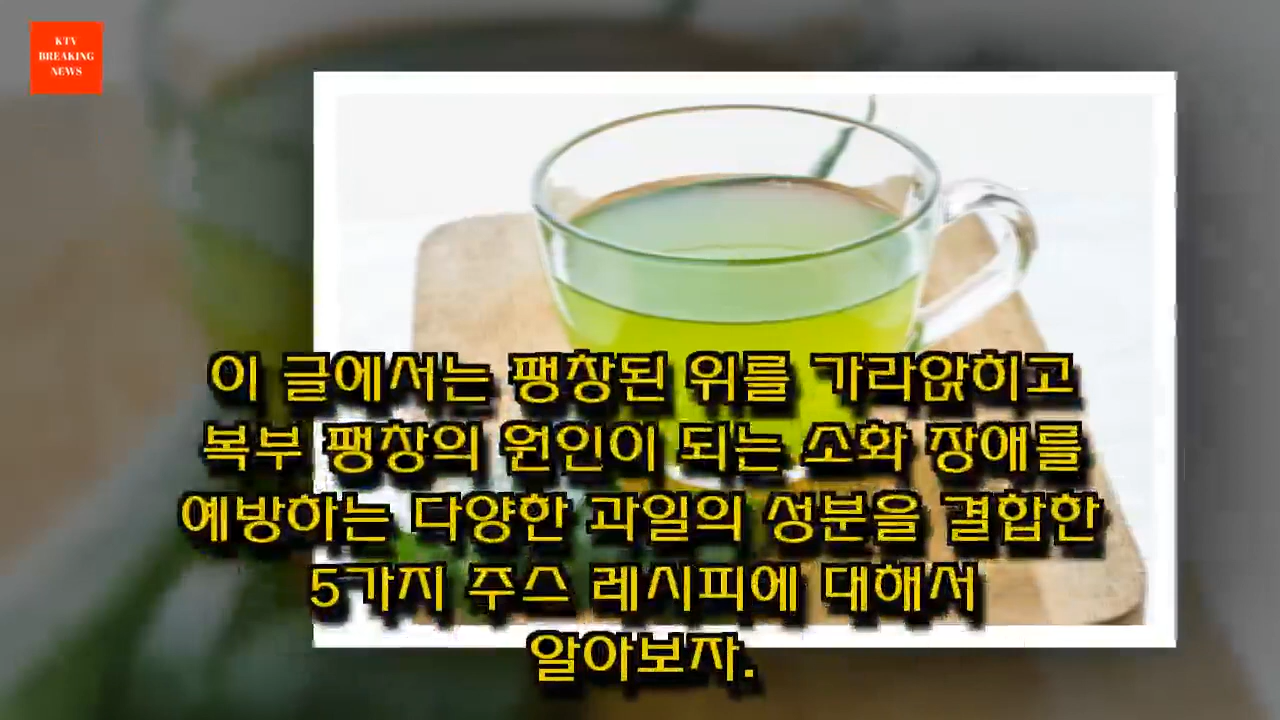 KTV
BREAKING
NEWS
이 글에서는 팽창된 위를 가라앉히고
복부 팽창의 원인이 되는 소화 장애를
예방하는 다양한 과일의 성분을 결합한
5가지 주스 레시피에 대해서
알아보자.